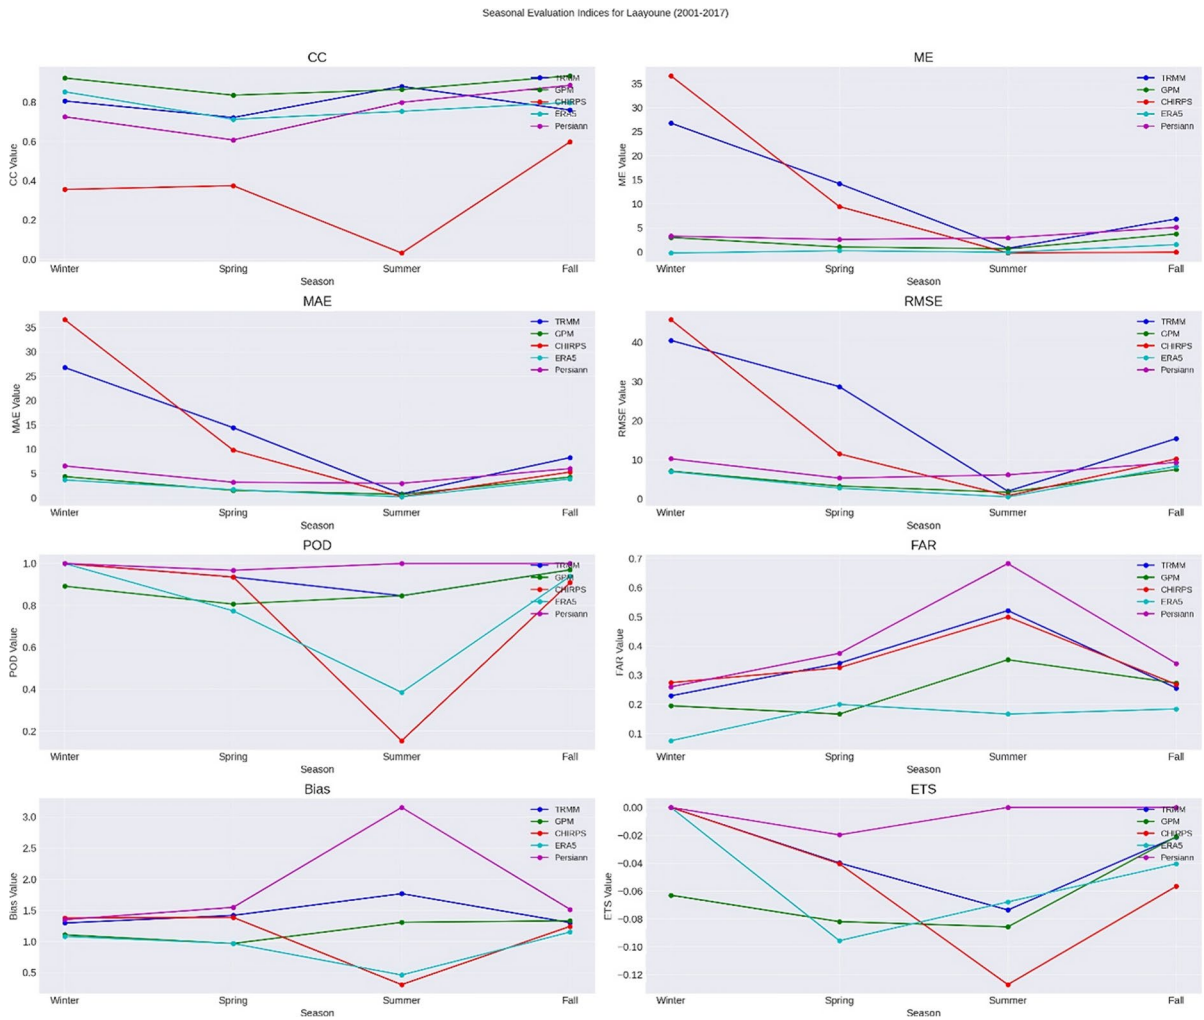 Seasonal Evaluation Indices for Laayoune (2001-2017)
CC
CC Value
0.8
0.6
0.4
0.2
0.0
TRMM
GPM
CHIRPS
ERA5
Persiann
Winter Spring Summer Fall
Season
ME
ME Value
35
30
25
20
15
10
5
0
TRMM
GPM
CHIRPS
ERA5
Persiann
Winter Spring Summer Fall
Season
MAE
MAE Value
35
30
25
20
15
10
5
0
TRMM
GPM
CHIRPS
ERA5
Persiann
Winter Spring Summer Fall
Season
RMSE
RMSE Value
40
30
20
10
0
TRMM
GPM
CHIRPS
ERA5
Persiann
Winter Spring Summer Fall
Season
POD
POD Value
1.0
0.8
0.6
0.4
0.2
TRMM
GPM
CHIRPS
ERA5
Persiann
Winter Spring Summer Fall
Season
FAR
FAR Value
0.7
0.6
0.5
0.4
0.3
0.2
0.1
TRMM
GPM
CHIRPS
ERA5
Persiann
Winter Spring Summer Fall
Season
Bias
Bias Value
3.0
2.5
2.0
1.5
1.0
0.5
TRMM
GPM
CHIRPS
ERA5
Persiann
Winter Spring Summer Fall
Season
ETS
ETS Value
0.00
−0.02
−0.04
−0.06
−0.08
−0.10
−0.12
TRMM
GPM
CHIRPS
ERA5
Persiann
Winter Spring Summer Fall
Season